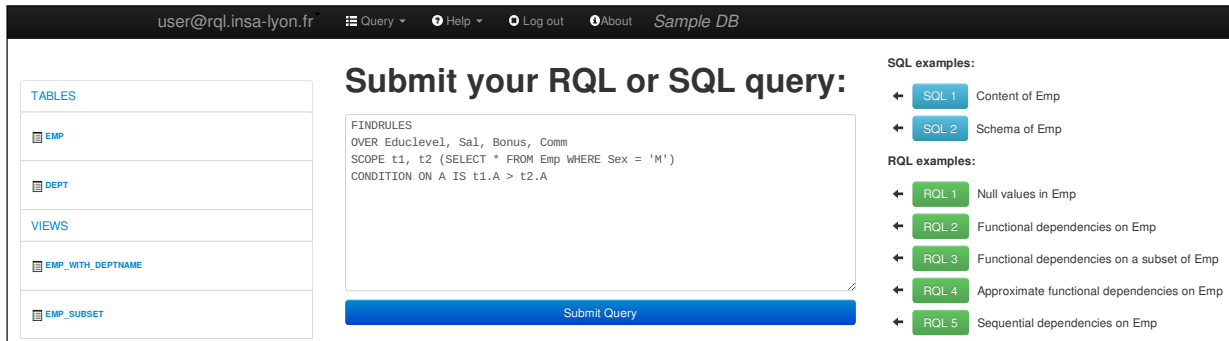 user@rql.insa-lyon.fr Query Help Log out About Sample DB
TABLES
EMP
DEPT
VIEWS
EMP_WITH_DEPTNAME
EMP_SUBSET
Submit your RQL or SQL query:
FINDRULES
OVER Educlevel, Sal, Bonus, Comm
SCOPE t1, t2 (SELECT * FROM Emp WHERE Sex = 'M')
CONDITION ON A IS t1.A > t2.A
Submit Query
SQL examples:
SQL 1 Content of Emp
SQL 2 Schema of Emp
RQL examples:
RQL 1 Null values in Emp
RQL 2 Functional dependencies on Emp
RQL 3 Functional dependencies on a subset of Emp
RQL 4 Approximate functional dependencies on Emp
RQL 5 Sequential dependencies on Emp